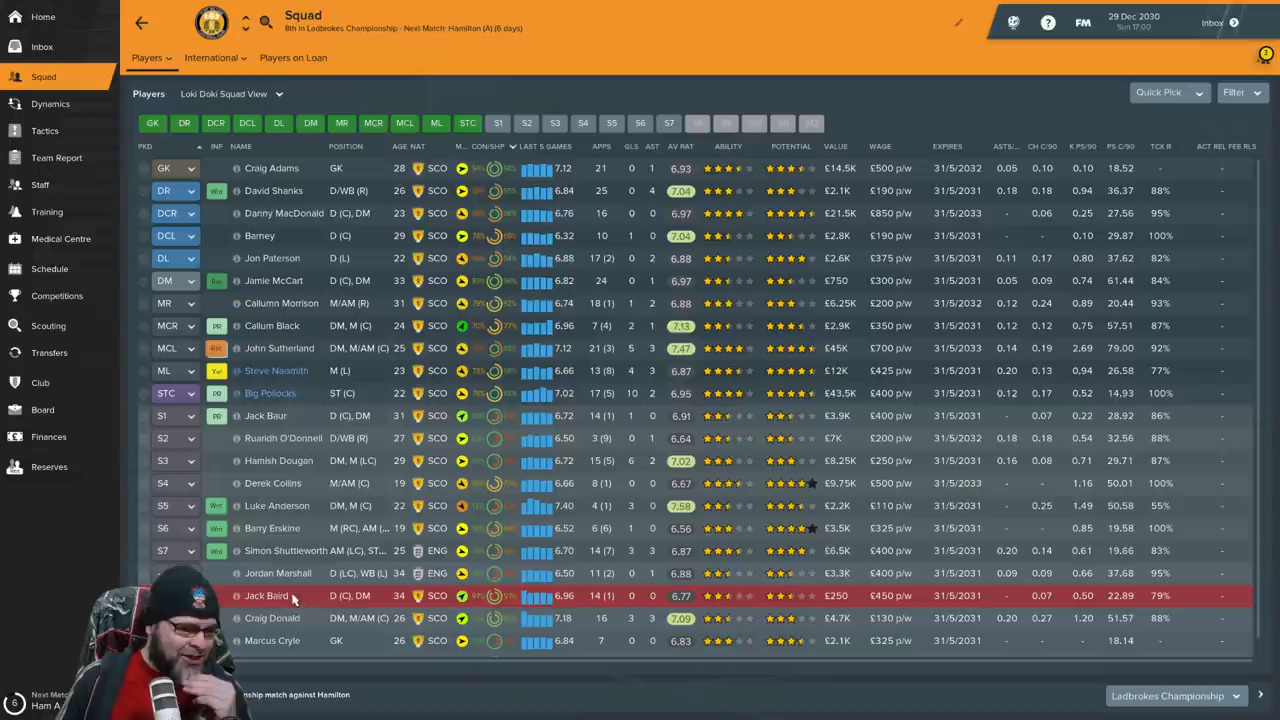 Home
Inbox
Squad
Dynamics
Tactics
Team Report
Staff
Training
Medical Centre
Schedule
Competitions
Scouting
Transfers
Club
Board
Finances
Reserves
Squad
8th in Ladbrokes Championship - Next Match: Hamilton (A) (6 days)
FM
29 Dec 2030
Sun 17:00
Inbox
3
Players International Players on Loan
Players Loki Doki Squad View Quick Pick Filter
GK DR DCR DCL DL DM MR MCR MCL ML STC S1 S2 S3 S4 S5 S6 S7
PKD INF NAME POSITION AGE NAT M... CON/SHP LAST 5 GAMES APPS GLS AST AV RAT ABILITY POTENTIAL VALUE WAGE EXPIRES ASTS/... CH C/90 K PS/90 PS C/90 TCK R ACT REL FEE RLS
GK Craig Adams GK 28 SCO 7.12 21 0 1 6.93 £14.5K £500 p/w 31/5/2032 0.05 0.10 0.10 18.52 - -
DR Wnt David Shanks D/WB (R) 26 SCO 6.84 25 0 4 7.04 £2.1K £190 p/w 31/5/2033 0.18 0.18 0.94 36.37 88% -
DCR Danny MacDonald D (C), DM 23 SCO 6.76 16 0 0 6.97 £21.5K £850 p/w 31/5/2033 - 0.06 0.25 27.56 95% -
DCL Barney D (C) 29 SCO 6.32 10 1 0 7.04 £2.8K £190 p/w 31/5/2031 - 0.10 0.10 29.87 100% -
DL Jon Paterson D (L) 22 SCO 6.88 17 (2) 0 2 6.88 £2.6K £375 p/w 31/5/2031 0.11 0.17 0.80 37.62 82% -
DM Jamie McCart D (C), DM 33 SCO 6.82 24 0 1 6.97 £750 £300 p/w 31/5/2031 0.05 0.09 0.74 61.44 84% -
MR Callumn Morrison M/AM (R) 31 SCO 6.74 18 (1) 1 2 6.88 £6.25K £200 p/w 31/5/2032 0.12 0.24 0.89 20.44 93% -
MCR PR Callum Black DM, M (C) 24 SCO 70% 77% 6.96 7 (4) 2 1 7.13 £2.9K £350 p/w 31/5/2031 0.12 0.12 0.75 57.51 87% -
MCL Rst John Sutherland DM, M/AM (C) 25 SCO 7.12 21 (3) 5 3 7.47 £45K £700 p/w 31/5/2033 0.14 0.19 2.69 79.00 92% -
ML Yel Steve Naismith M (L) 22 SCO 6.66 13 (8) 4 3 6.87 £12K £425 p/w 31/5/2031 0.20 0.13 0.94 26.58 77% -
STC PR Big Pollocks ST (C) 22 SCO 7.02 17 (5) 10 2 6.95 £43.5K £400 p/w 31/5/2031 0.12 0.17 0.52 14.93 100% -
S1 PR Jack Baur D (C), DM 31 SCO 6.72 14 (1) 1 1 6.91 £3.9K £400 p/w 31/5/2031 - 0.07 0.22 28.92 86% -
S2 Ruaridh O'Donnell D/WB (R) 27 SCO 6.50 3 (9) 0 1 6.64 £7K £200 p/w 31/5/2031 0.18 0.18 0.54 32.56 88% -
S3 Hamish Dougan DM, M (LC) 29 SCO 6.72 15 (5) 6 2 7.02 £8.25K £250 p/w 31/5/2031 0.16 0.08 0.71 29.71 83% -
S4 Derek Collins M/AM (C) 19 SCO 6.66 8 (1) 0 0 6.67 £9.75K £500 p/w 31/5/2032 - - 1.16 50.01 100% -
S5 Wnt Luke Anderson DM, M (C) 24 SCO 7.40 4 (1) 3 0 7.58 £2.2K £110 p/w 31/5/2031 - 0.25 1.49 50.58 55% -
S6 Wnt Barry Erskine M (RC), AM (... 19 SCO 6.52 6 (6) 1 0 6.56 £3.5K £325 p/w 31/5/2031 - - 0.85 19.58 100% -
S7 Wnt Simon Shuttleworth AM (LC), ST... 25 ENG 6.70 14 (7) 3 3 6.87 £6.5K £400 p/w 31/5/2031 0.20 0.14 0.61 19.66 83% -
- Jordan Marshall D (LC), WB (L) 34 ENG 6.50 11 (2) 0 1 6.88 £3.3K £400 p/w 31/5/2031 0.09 0.09 0.66 37.68 95% -
Jack Baird D (C), DM 34 SCO 94% 91% 6.96 14 (1) 0 0 6.77 £250 £450 p/w 31/5/2031 - 0.07 0.50 22.89 79% -
Craig Donald DM, M/AM (C) 26 SCO 7.18 16 3 3 7.09 £4.7K £130 p/w 31/5/2031 0.20 0.27 1.20 51.57 88% -
Marcus Cryle GK 26 SCO 6.84 7 0 0 6.83 £2.1K £325 p/w 31/5/2031 - - - 18.14 - -
6
Next Match
Ham A
nship match against Hamilton
Ladbrokes Championship